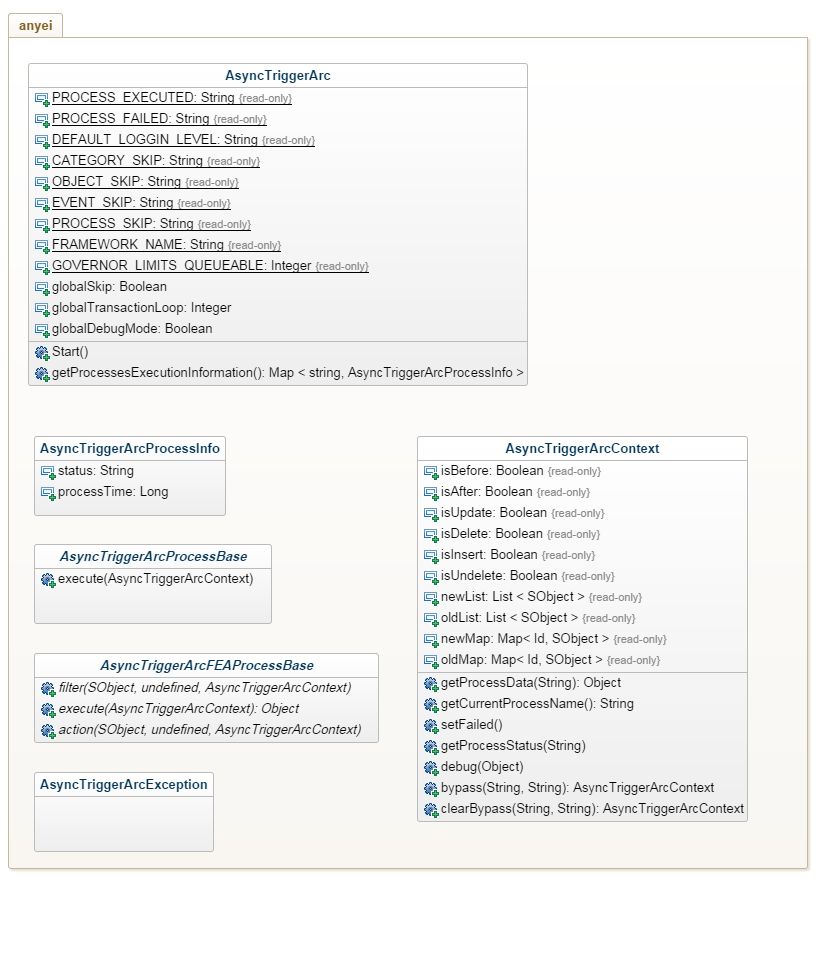 anyei
AsyncTriggerArc
PROCESS_EXECUTED: String {read-only}
PROCESS_FAILED: String {read-only}
DEFAULT_LOGGIN_LEVEL: String {read-only}
CATEGORY_SKIP: String {read-only}
OBJECT_SKIP: String {read-only}
EVENT_SKIP: String {read-only}
PROCESS_SKIP: String {read-only}
FRAMEWORK_NAME: String {read-only}
GOVERNOR_LIMITS_QUEUEABLE: Integer {read-only}
globalSkip: Boolean
globalTransactionLoop: Integer
globalDebugMode: Boolean
Start()
getProcessesExecutionInformation(): Map < string, AsyncTriggerArcProcessInfo >
AsyncTriggerArcProcessInfo
status: String
processTime: Long
AsyncTriggerArcProcessBase
execute(AsyncTriggerArcContext)
AsyncTriggerArcFEAProcessBase
filter(SObject, undefined, AsyncTriggerArcContext)
execute(AsyncTriggerArcContext): Object
action(SObject, undefined, AsyncTriggerArcContext)
AsyncTriggerArcException
AsyncTriggerArcContext
isBefore: Boolean {read-only}
isAfter: Boolean {read-only}
isUpdate: Boolean {read-only}
isDelete: Boolean {read-only}
isInsert: Boolean {read-only}
isUndelete: Boolean {read-only}
newList: List < SObject > {read-only}
oldList: List < SObject > {read-only}
newMap: Map< Id, SObject > {read-only}
oldMap: Map< Id, SObject > {read-only}
getProcessData(String): Object
getCurrentProcessName(): String
setFailed()
getProcessStatus(String)
debug(Object)
bypass(String, String): AsyncTriggerArcContext
clearBypass(String, String): AsyncTriggerArcContext